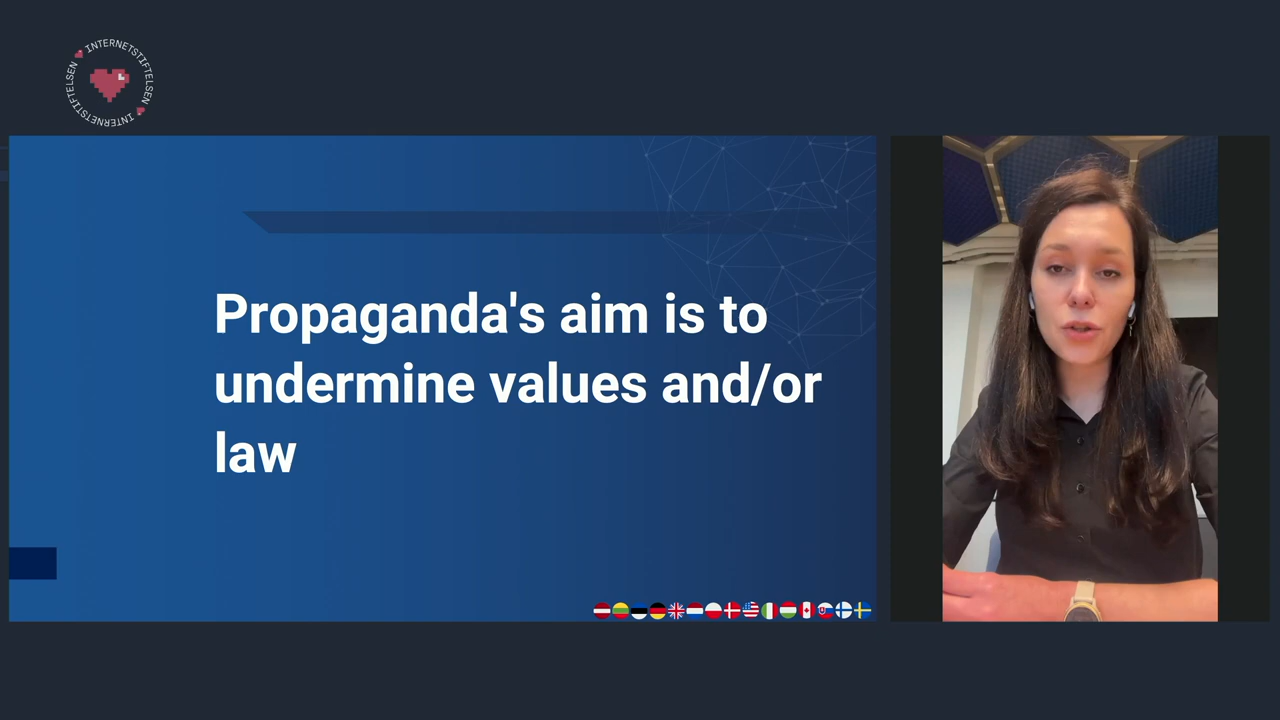 INTERNETSTIFTELSEN INTERNETSTIFTELSEN
Propaganda's aim is to
undermine values and/or
law